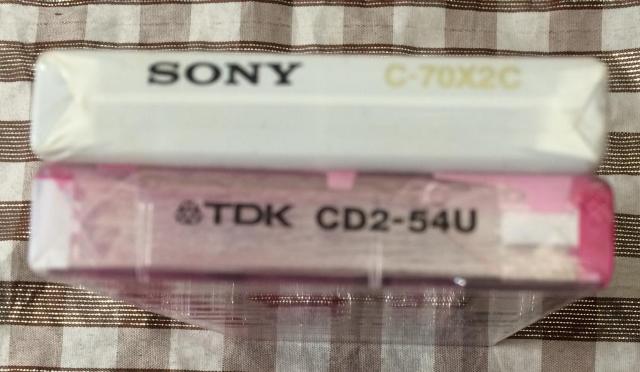 SONY C-70X2C
TDK CD2-54U